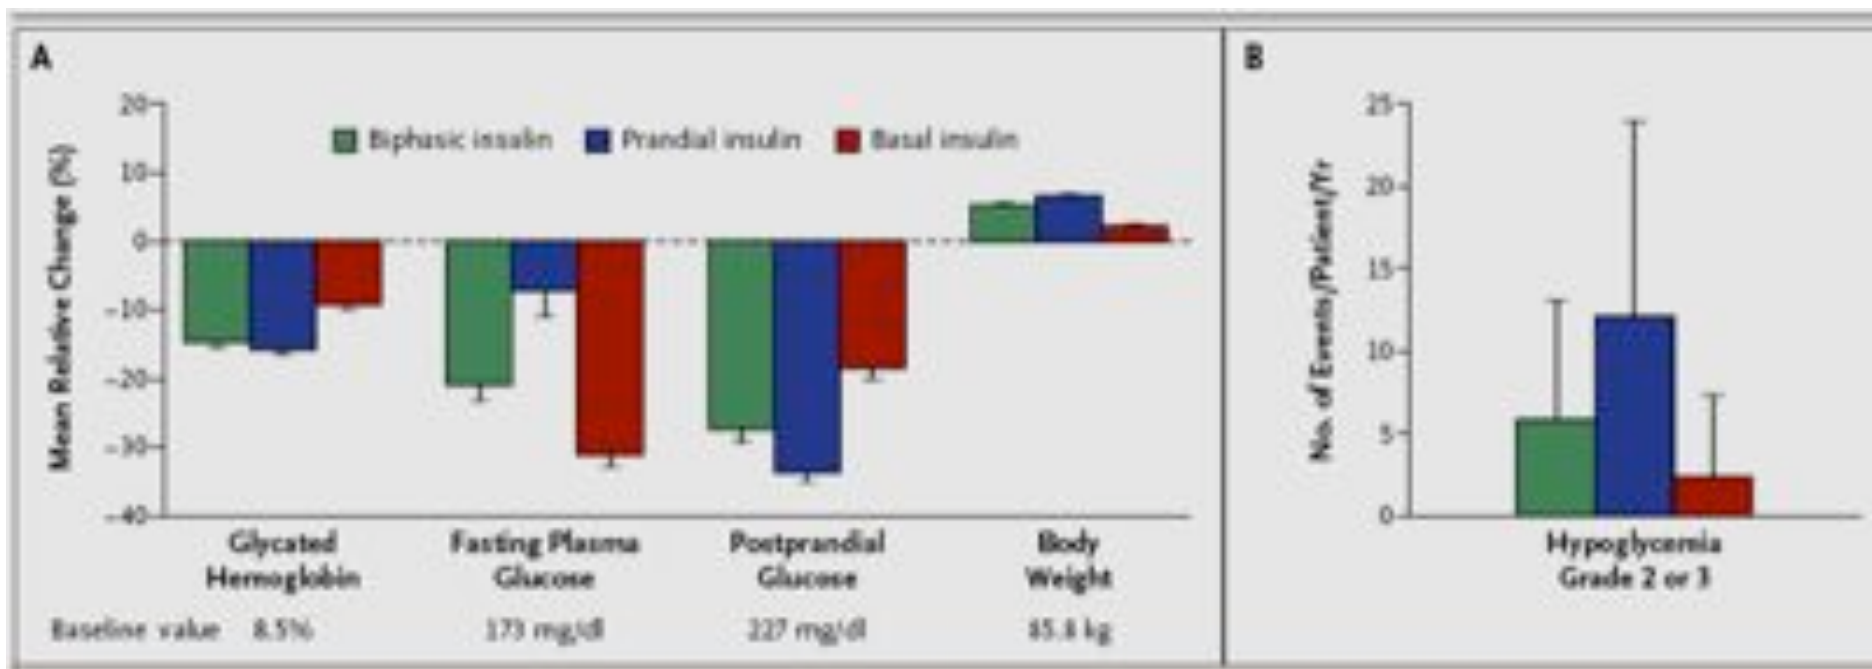 A
20
10
0
-10
-20
-30
-40
Mean Relative Change (%)
Biphasic insulin
Prandial insulin
Basal insulin
Glycated
Hemoglobin
Fasting Plasma
Glucose
Postprandial
Glucose
Body
Weight
Baseline value 8.5% 173 mg/dl 227 mg/dl 85.8 kg
B
25
20
15
10
5
0
No. of Events/Patient/Yr
Hypoglycemia
Grade 2 or 3